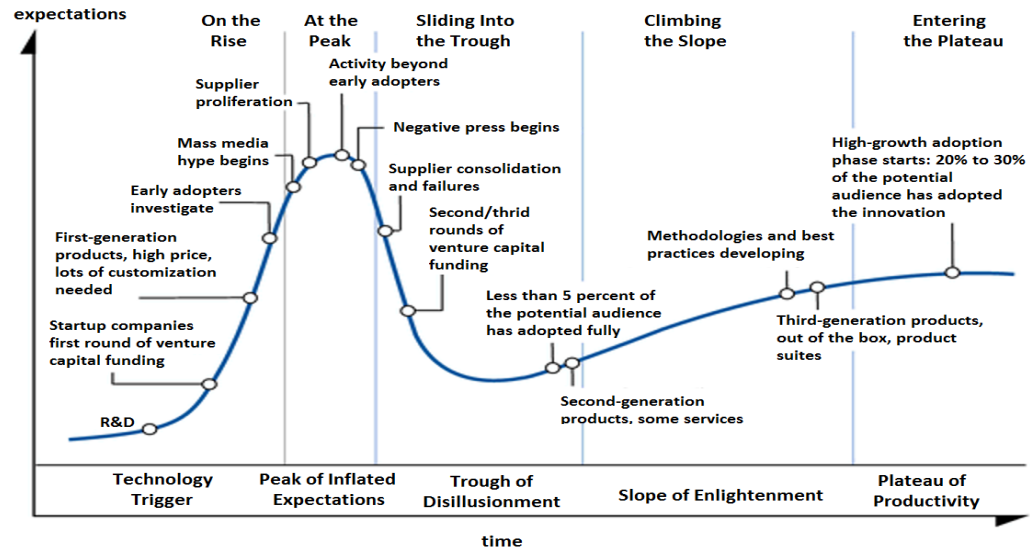 expectations
On the
Rise
At the
Peak
Sliding Into
the Trough
Climbing
the Slope
Entering
the Plateau
Activity beyond
early adopters
Supplier
proliferation
Negative press begins
Mass media
hype begins
High-growth adoption
phase starts: 20% to 30%
of the potential
audience has adopted
the innovation
Supplier consolidation
and failures
Early adopters
investigate
Second/thrid
rounds of
venture capital
funding
First-generation
products, high price,
lots of customization
needed
Methodologies and best
practices developing
Less than 5 percent of
the potential audience
has adopted fully
Startup companies
first round of venture
capital funding
Third-generation products,
out of the box, product
suites
Second-generation
products, some services
R&D
Technology
Trigger
Peak of Inflated
Expectations
Trough of
Disillusionment
Slope of Enlightenment
Plateau of
Productivity
time